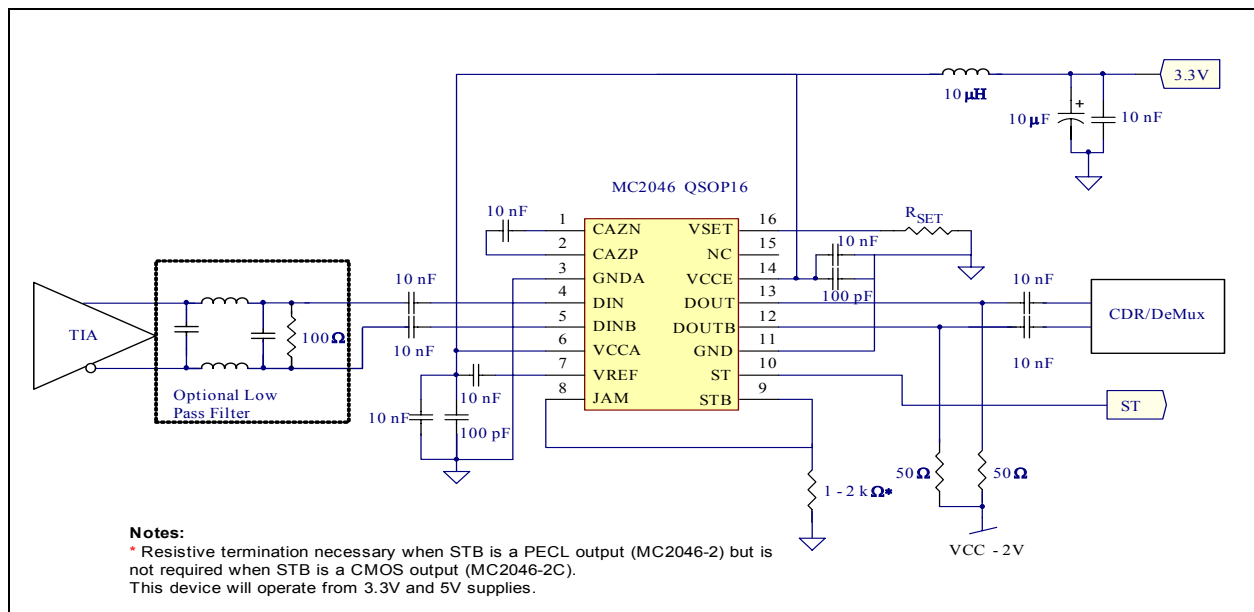 3.3V
10 μH
10 μF
+
10 nF
MC2046 QSOP16
10 nF
1
2
3
4
5
6
7
8
CAZN
CAZP
GNDA
DIN
DINB
VCCA
VREF
JAM
VSET
NC
VCCE
DOUT
DOUTB
GND
ST
STB
16
15
14
13
12
11
10
9
RSET
10 nF
100 pF
TIA
100Ω
Optional Low
Pass Filter
10 nF
10 nF
10 nF
10 nF
100 pF
10 nF
10 nF
CDR/DeMux
ST
50Ω
50Ω
1 - 2 kΩ*
VCC - 2V
Notes:
* Resistive termination necessary when STB is a PECL output (MC2046-2) but is
not required when STB is a CMOS output (MC2046-2C).
This device will operate from 3.3V and 5V supplies.